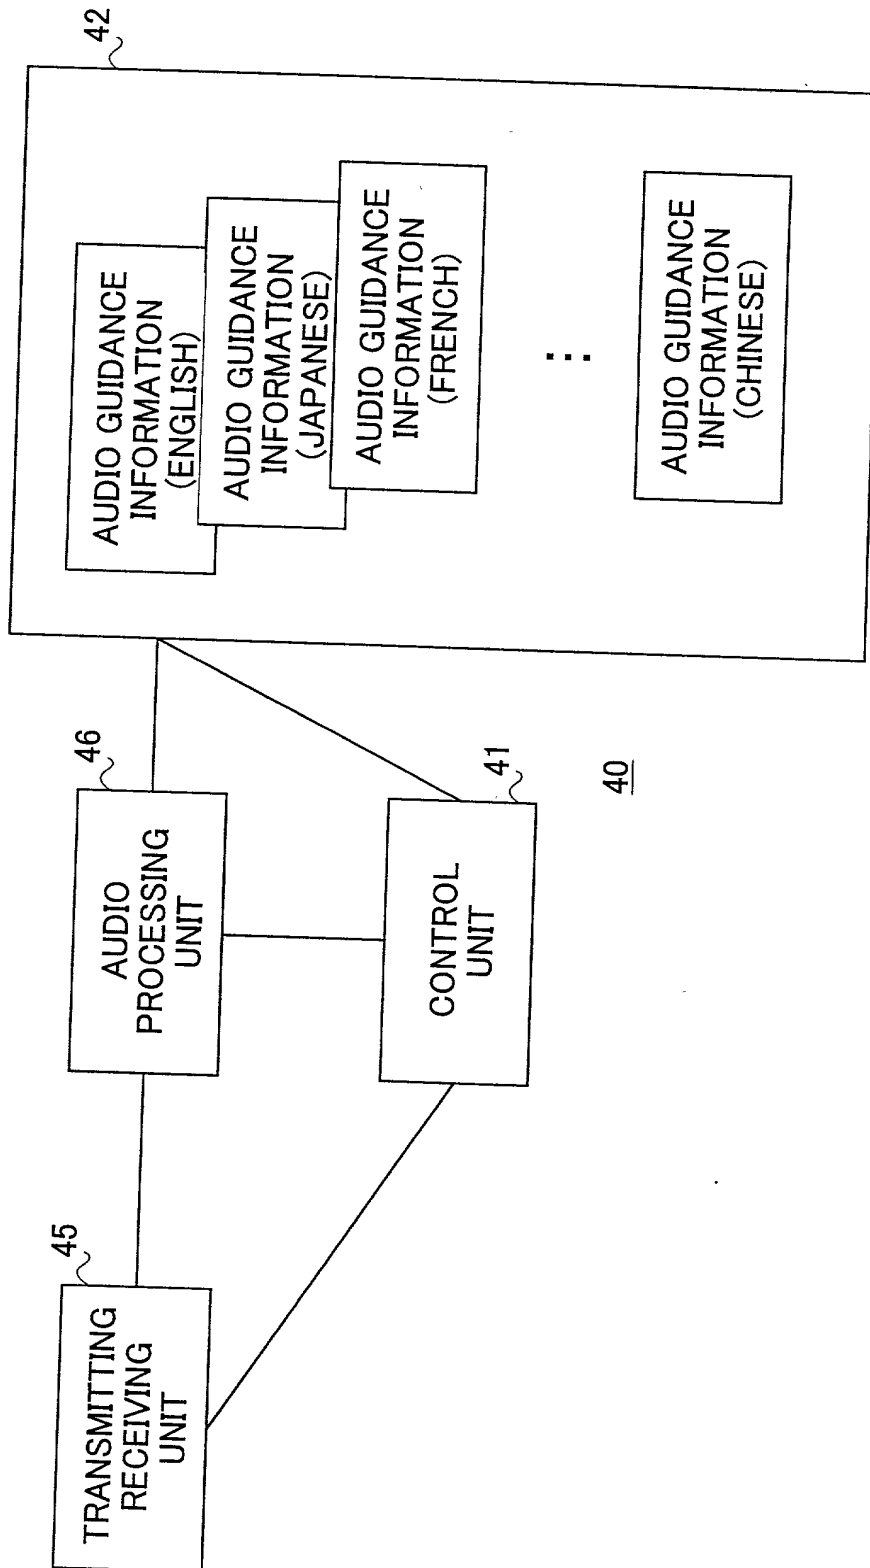 45
TRANSMITTING
RECEIVING
UNIT
46
AUDIO
PROCESSING
UNIT
41
CONTROL
UNIT
40
42
AUDIO GUIDANCE
INFORMATION
(ENGLISH)
AUDIO GUIDANCE
INFORMATION
(JAPANESE)
AUDIO GUIDANCE
INFORMATION
(FRENCH)
...
AUDIO GUIDANCE
INFORMATION
(CHINESE)